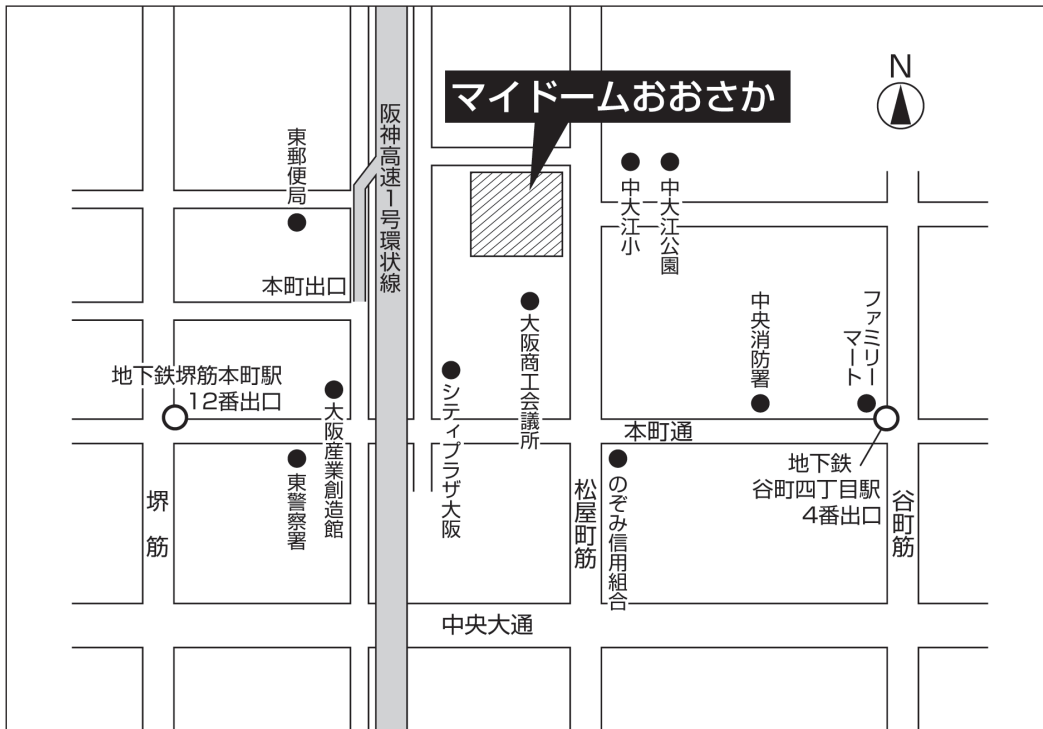 N
マイドームおおさか
阪神高速1号環状線
東郵便局
中大江小
中大江公園
本町出口
大阪商工会議所
中央消防署
ファミリー
マート
地下鉄堺筋本町駅
12番出口
大阪産業創造館
シティプラザ大阪
本町通
東警察署
のぞみ信用組合
地下鉄
谷町四丁目駅
4番出口
堺筋
松屋町筋
谷町筋
中央大通